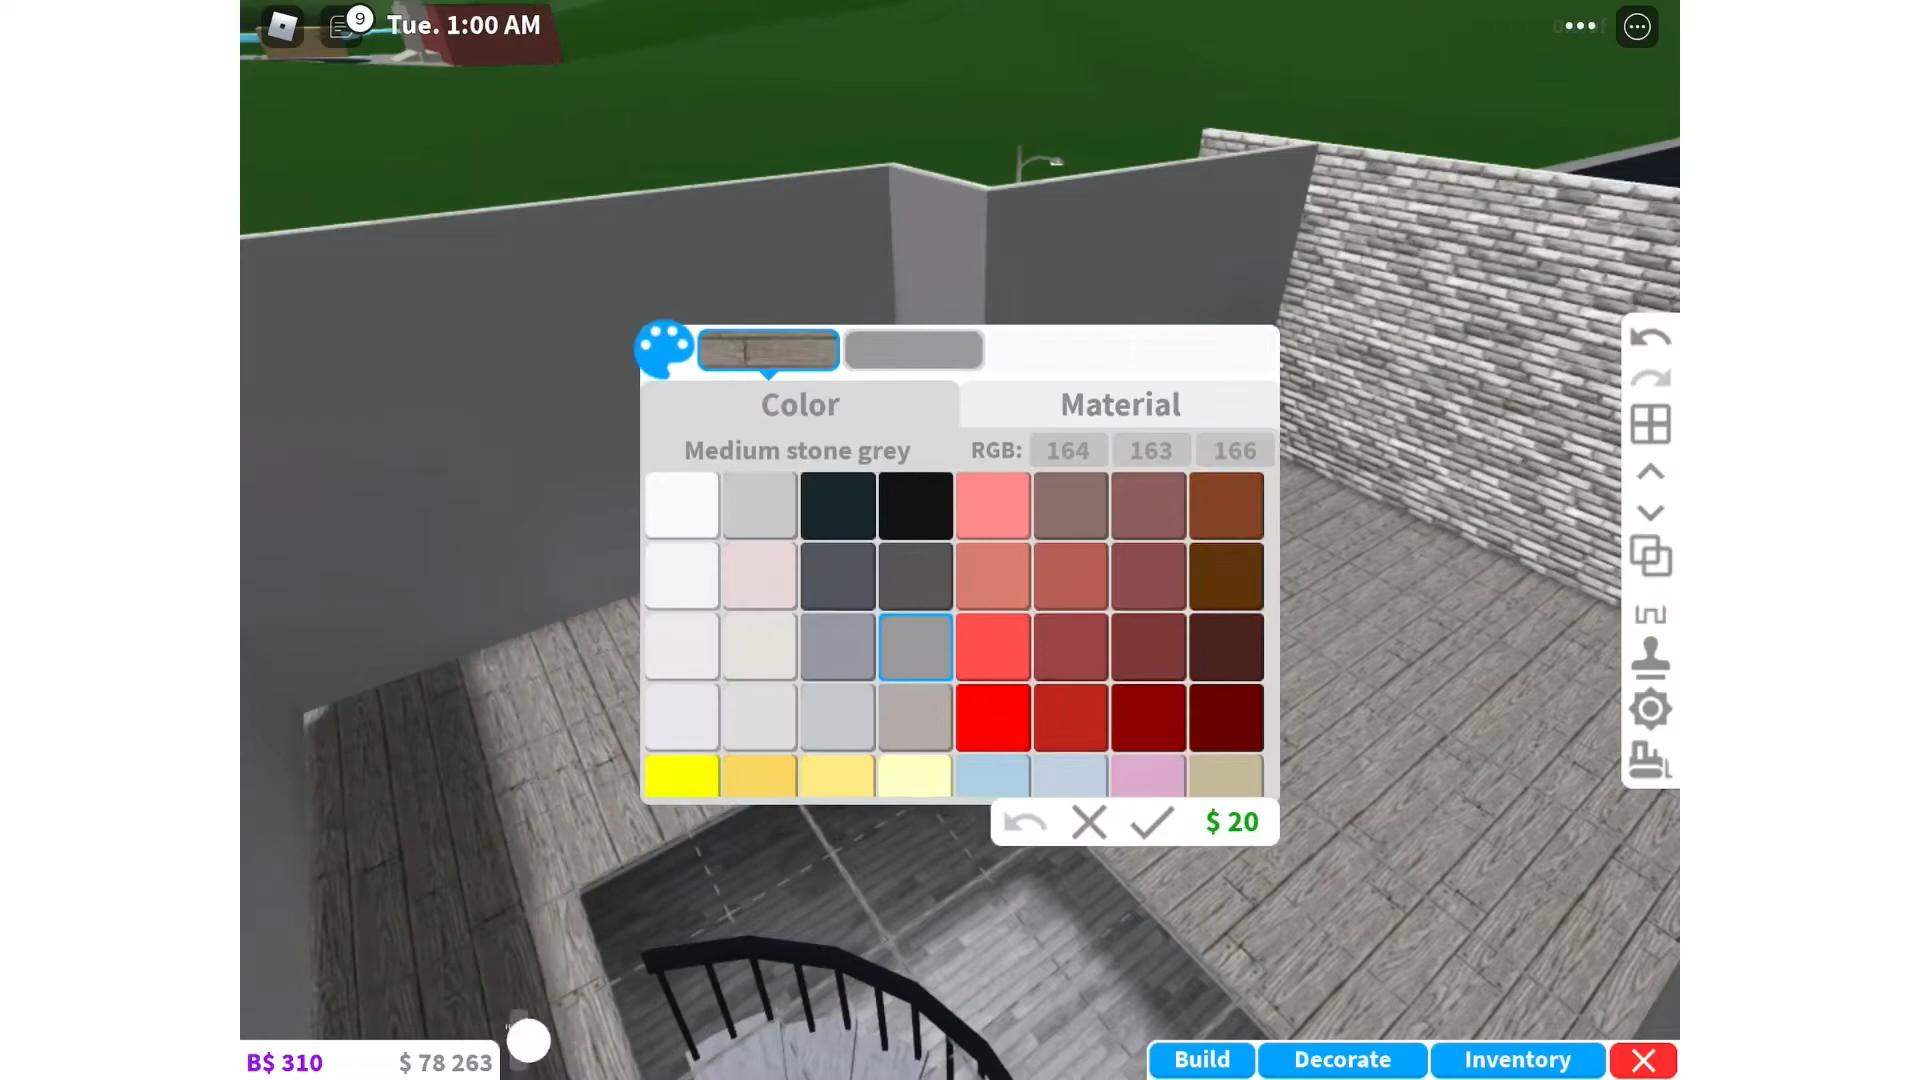 9
Tue. 1:00 AM
Color
Material
Medium stone grey
RGB:
164
163
166
$ 20
B$ 310
$ 78 263
Build
Decorate
Inventory